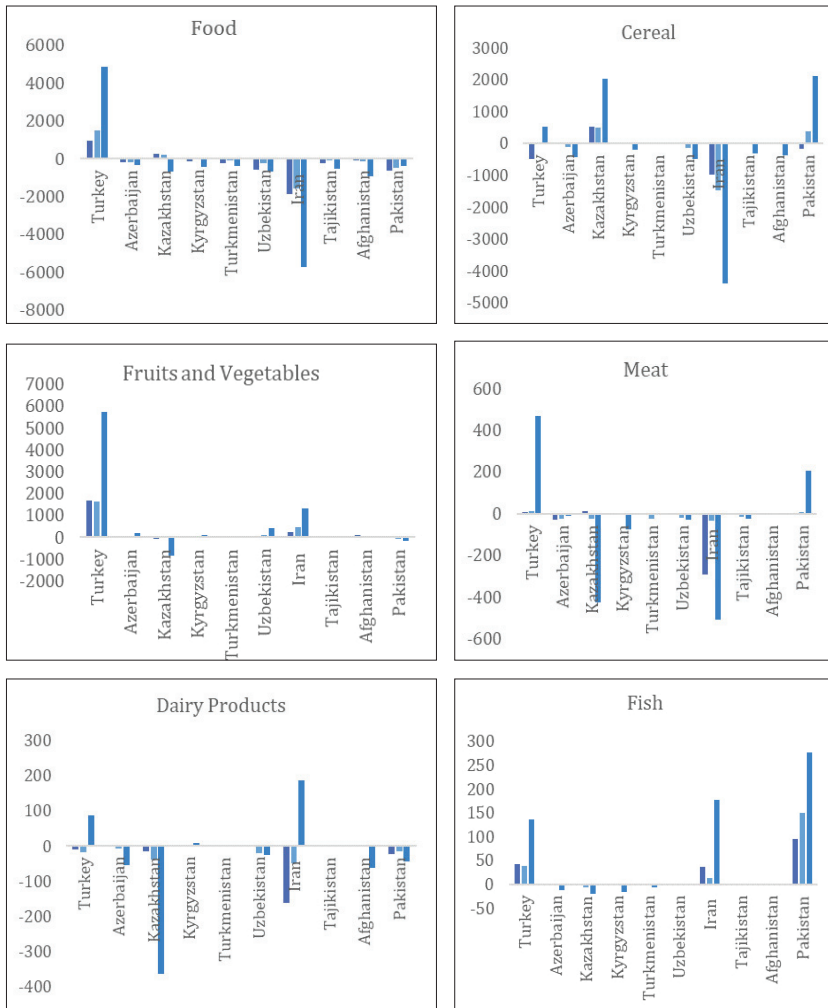 Food
6000
4000
2000
0
-2000
-4000
-6000
-8000
Turkey
Azerbaijan
Kazakhstan
Kyrgyzstan
Turkmenistan
Uzbekistan
Iran
Tajikistan
Afghanistan
Pakistan
Cereal
3000
2000
1000
0
-1000
-2000
-3000
-4000
-5000
Turkey
Azerbaijan
Kazakhstan
Kyrgyzstan
Turkmenistan
Uzbekistan
Iran
Tajikistan
Afghanistan
Pakistan
Fruits and Vegetables
7000
6000
5000
4000
3000
2000
1000
0
-1000
-2000
Turkey
Azerbaijan
Kazakhstan
Kyrgyzstan
Turkmenistan
Uzbekistan
Iran
Tajikistan
Afghanistan
Pakistan
Meat
600
400
200
0
-200
-400
-600
Turkey
Azerbaijan
Kazakhstan
Kyrgyzstan
Turkmenistan
Uzbekistan
Iran
Tajikistan
Afghanistan
Pakistan
Dairy Products
300
200
100
0
-100
-200
-300
-400
Turkey
Azerbaijan
Kazakhstan
Kyrgyzstan
Turkmenistan
Uzbekistan
Iran
Tajikistan
Afghanistan
Pakistan
Fish
300
250
200
150
100
50
0
-50
Turkey
Azerbaijan
Kazakhstan
Kyrgyzstan
Turkmenistan
Uzbekistan
Iran
Tajikistan
Afghanistan
Pakistan